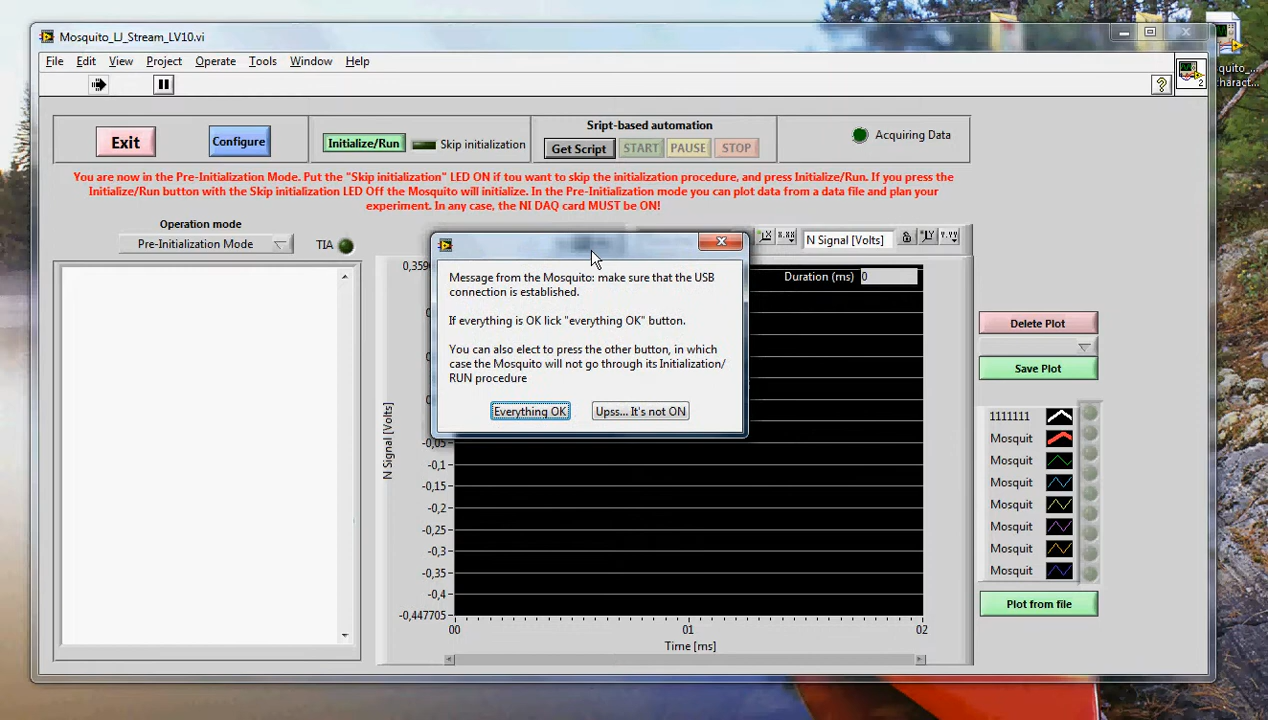 Mosquito_LJ_Stream_LV10.vi
File Edit View Project Operate Tools Window Help
?
2
quito_...
haract...
Exit
Configure
Initialize/Run
Skip initialization
Sript-based automation
Get Script
START
PAUSE
STOP
Acquiring Data
You are now in the Pre-Initialization Mode. Put the "Skip initialization" LED ON if tou want to skip the initialization procedure, and press Initialize/Run. If you press the
Initialize/Run button with the Skip initialization LED Off the Mosquito will initialize. In the Pre-Initialization mode you can plot data from a data file and plan your
experiment. In any case, the NI DAQ card MUST be ON!
Operation mode
Pre-Initialization Mode
TIA
N Signal [Volts]
Duration (ms) 0
Message from the Mosquito: make sure that the USB
connection is established.
If everything is OK lick "everything OK" button.
You can also elect to press the other button, in which
case the Mosquito will not go through its Initialization/
RUN procedure
Everything OK
Upss... It's not ON
N Signal [Volts]
0,359
-0,05
-0,1
-0,15
-0,2
-0,25
-0,3
-0,35
-0,4
-0,447705
00
01
02
Time [ms]
Delete Plot
Save Plot
1111111
Mosquit
Mosquit
Mosquit
Mosquit
Mosquit
Mosquit
Mosquit
Plot from file